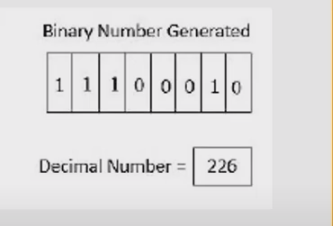 Binary Number Generated
1 1 1 0 0 0 1 0
Decimal Number = 226